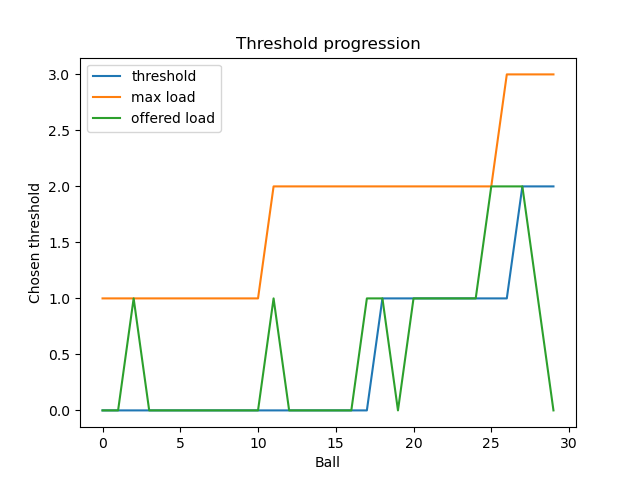 Threshold progression
threshold
max load
offered load
Chosen threshold
3.0
2.5
2.0
1.5
1.0
0.5
0.0
0 5 10 15 20 25 30
Ball